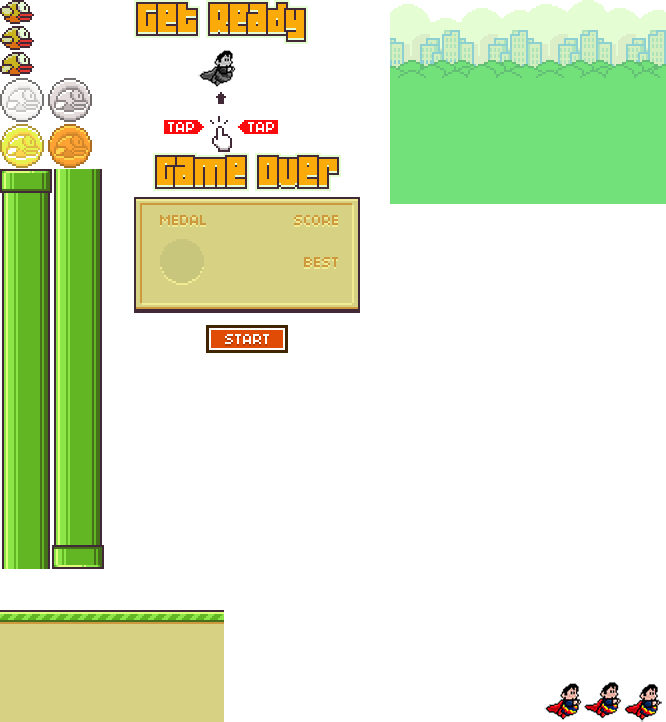 Get Ready
TAP TAP
Game Over
MEDAL SCORE
BEST
START